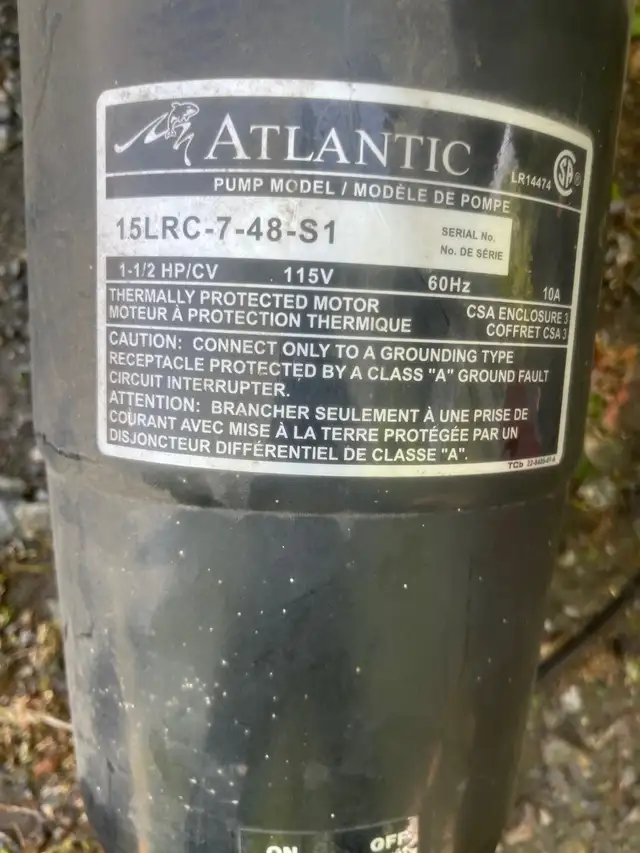 ATLANTIC
LR14474
PUMP MODEL / MODÈLE DE POMPE
15LRC-7-48-S1
SERIAL No.
No. DE SÉRIE
1-1/2 HP/CV 115V 60Hz 10A
THERMALLY PROTECTED MOTOR
MOTEUR À PROTECTION THERMIQUE
CSA ENCLOSURE 3
COFFRET CSA 3
CAUTION: CONNECT ONLY TO A GROUNDING TYPE
RECEPTACLE PROTECTED BY A CLASS "A" GROUND FAULT
CIRCUIT INTERRUPTER.
ATTENTION: BRANCHER SEULEMENT À UNE PRISE DE
COURANT AVEC MISE À LA TERRE PROTÉGÉE PAR UN
DISJONCTEUR DIFFÉRENTIEL DE CLASSE "A".
TCb
ON OFF